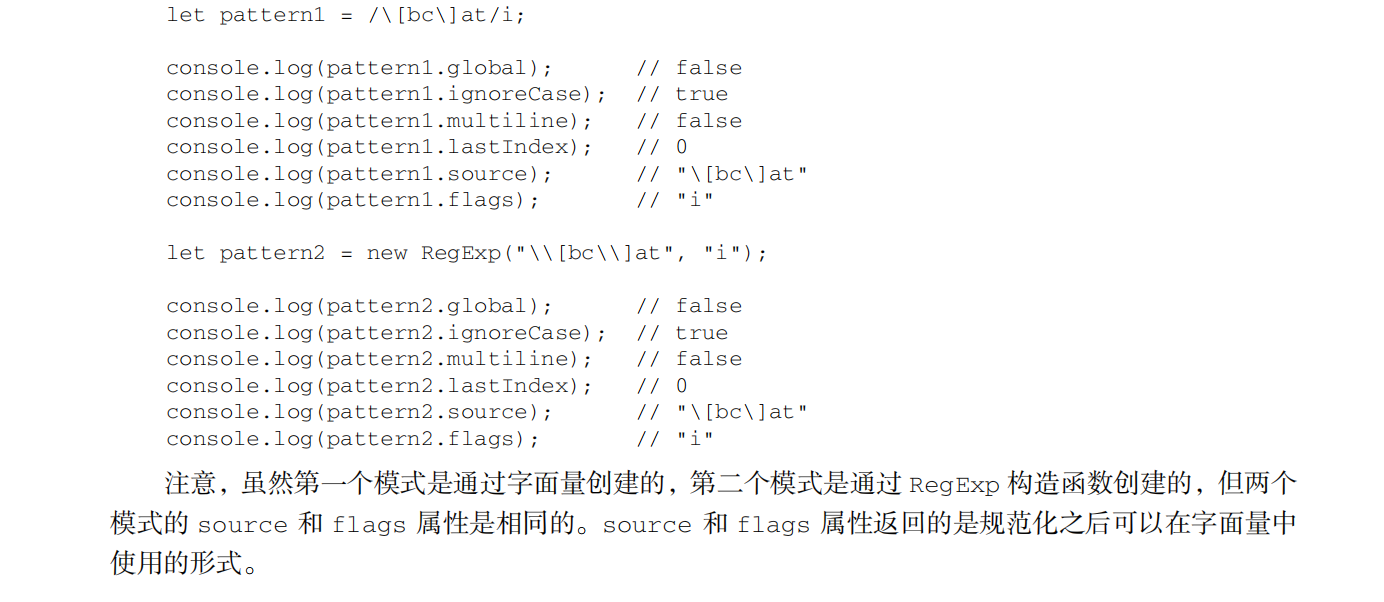 let pattern1 = /\[bc\]at/i;
console.log(pattern1.global);      // false
console.log(pattern1.ignoreCase);  // true
console.log(pattern1.multiline);   // false
console.log(pattern1.lastIndex);   // 0
console.log(pattern1.source);      // "\[bc\]at"
console.log(pattern1.flags);       // "i"
let pattern2 = new RegExp("\\[bc\\]at", "i");
console.log(pattern2.global);      // false
console.log(pattern2.ignoreCase);  // true
console.log(pattern2.multiline);   // false
console.log(pattern2.lastIndex);   // 0
console.log(pattern2.source);      // "\[bc\]at"
console.log(pattern2.flags);       // "i"
注意，虽然第一个模式是通过字面量创建的，第二个模式是通过 RegExp 构造函数创建的，但两个
模式的 source 和 flags 属性是相同的。source 和 flags 属性返回的是规范化之后可以在字面量中
使用的形式。